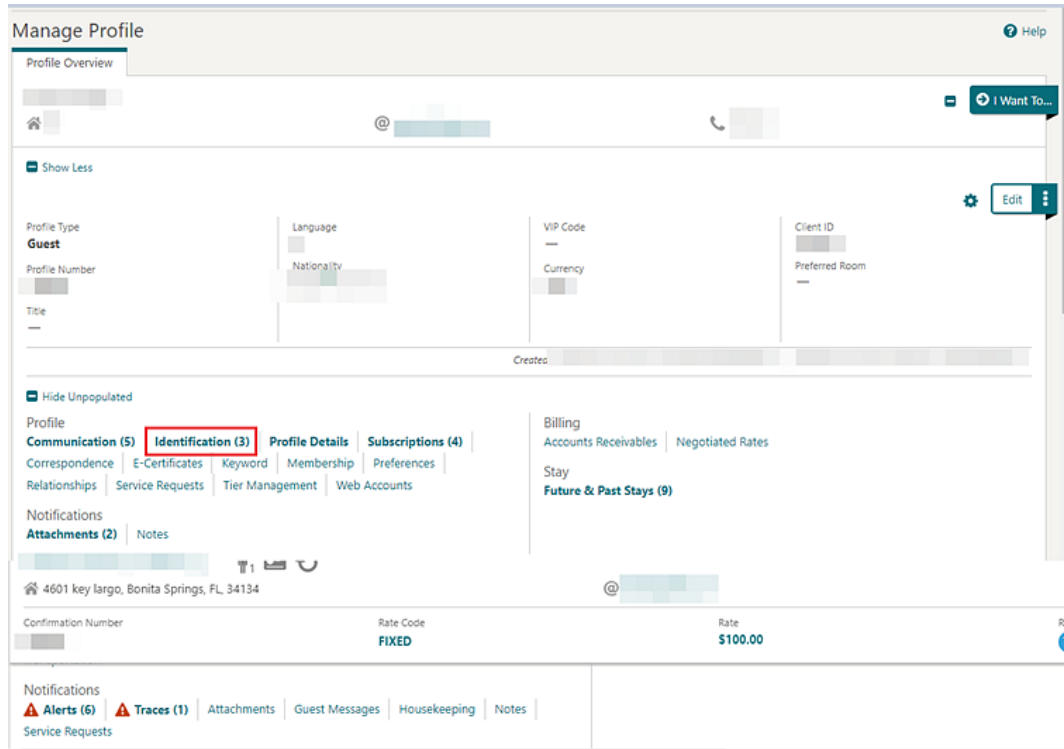 Manage Profile
Help
Profile Overview
I Want To...
@
Show Less
Edit
Profile Type Language VIP Code Client ID
Guest —
Profile Number Nationality Currency Preferred Room
—
Title
—
Created
Hide Unpopulated
Profile Billing
Communication (5) Identification (3) Profile Details Subscriptions (4) Accounts Receivables Negotiated Rates
Correspondence E-Certificates Keyword Membership Preferences
Stay
Relationships Service Requests Tier Management Web Accounts
Future & Past Stays (9)
Notifications
Attachments (2) Notes
1
4601 key largo, Bonita Springs, FL, 34134 @
Confirmation Number Rate Code Rate R
FIXED $100.00
Notifications
Alerts (6) Traces (1) Attachments Guest Messages Housekeeping Notes
Service Requests